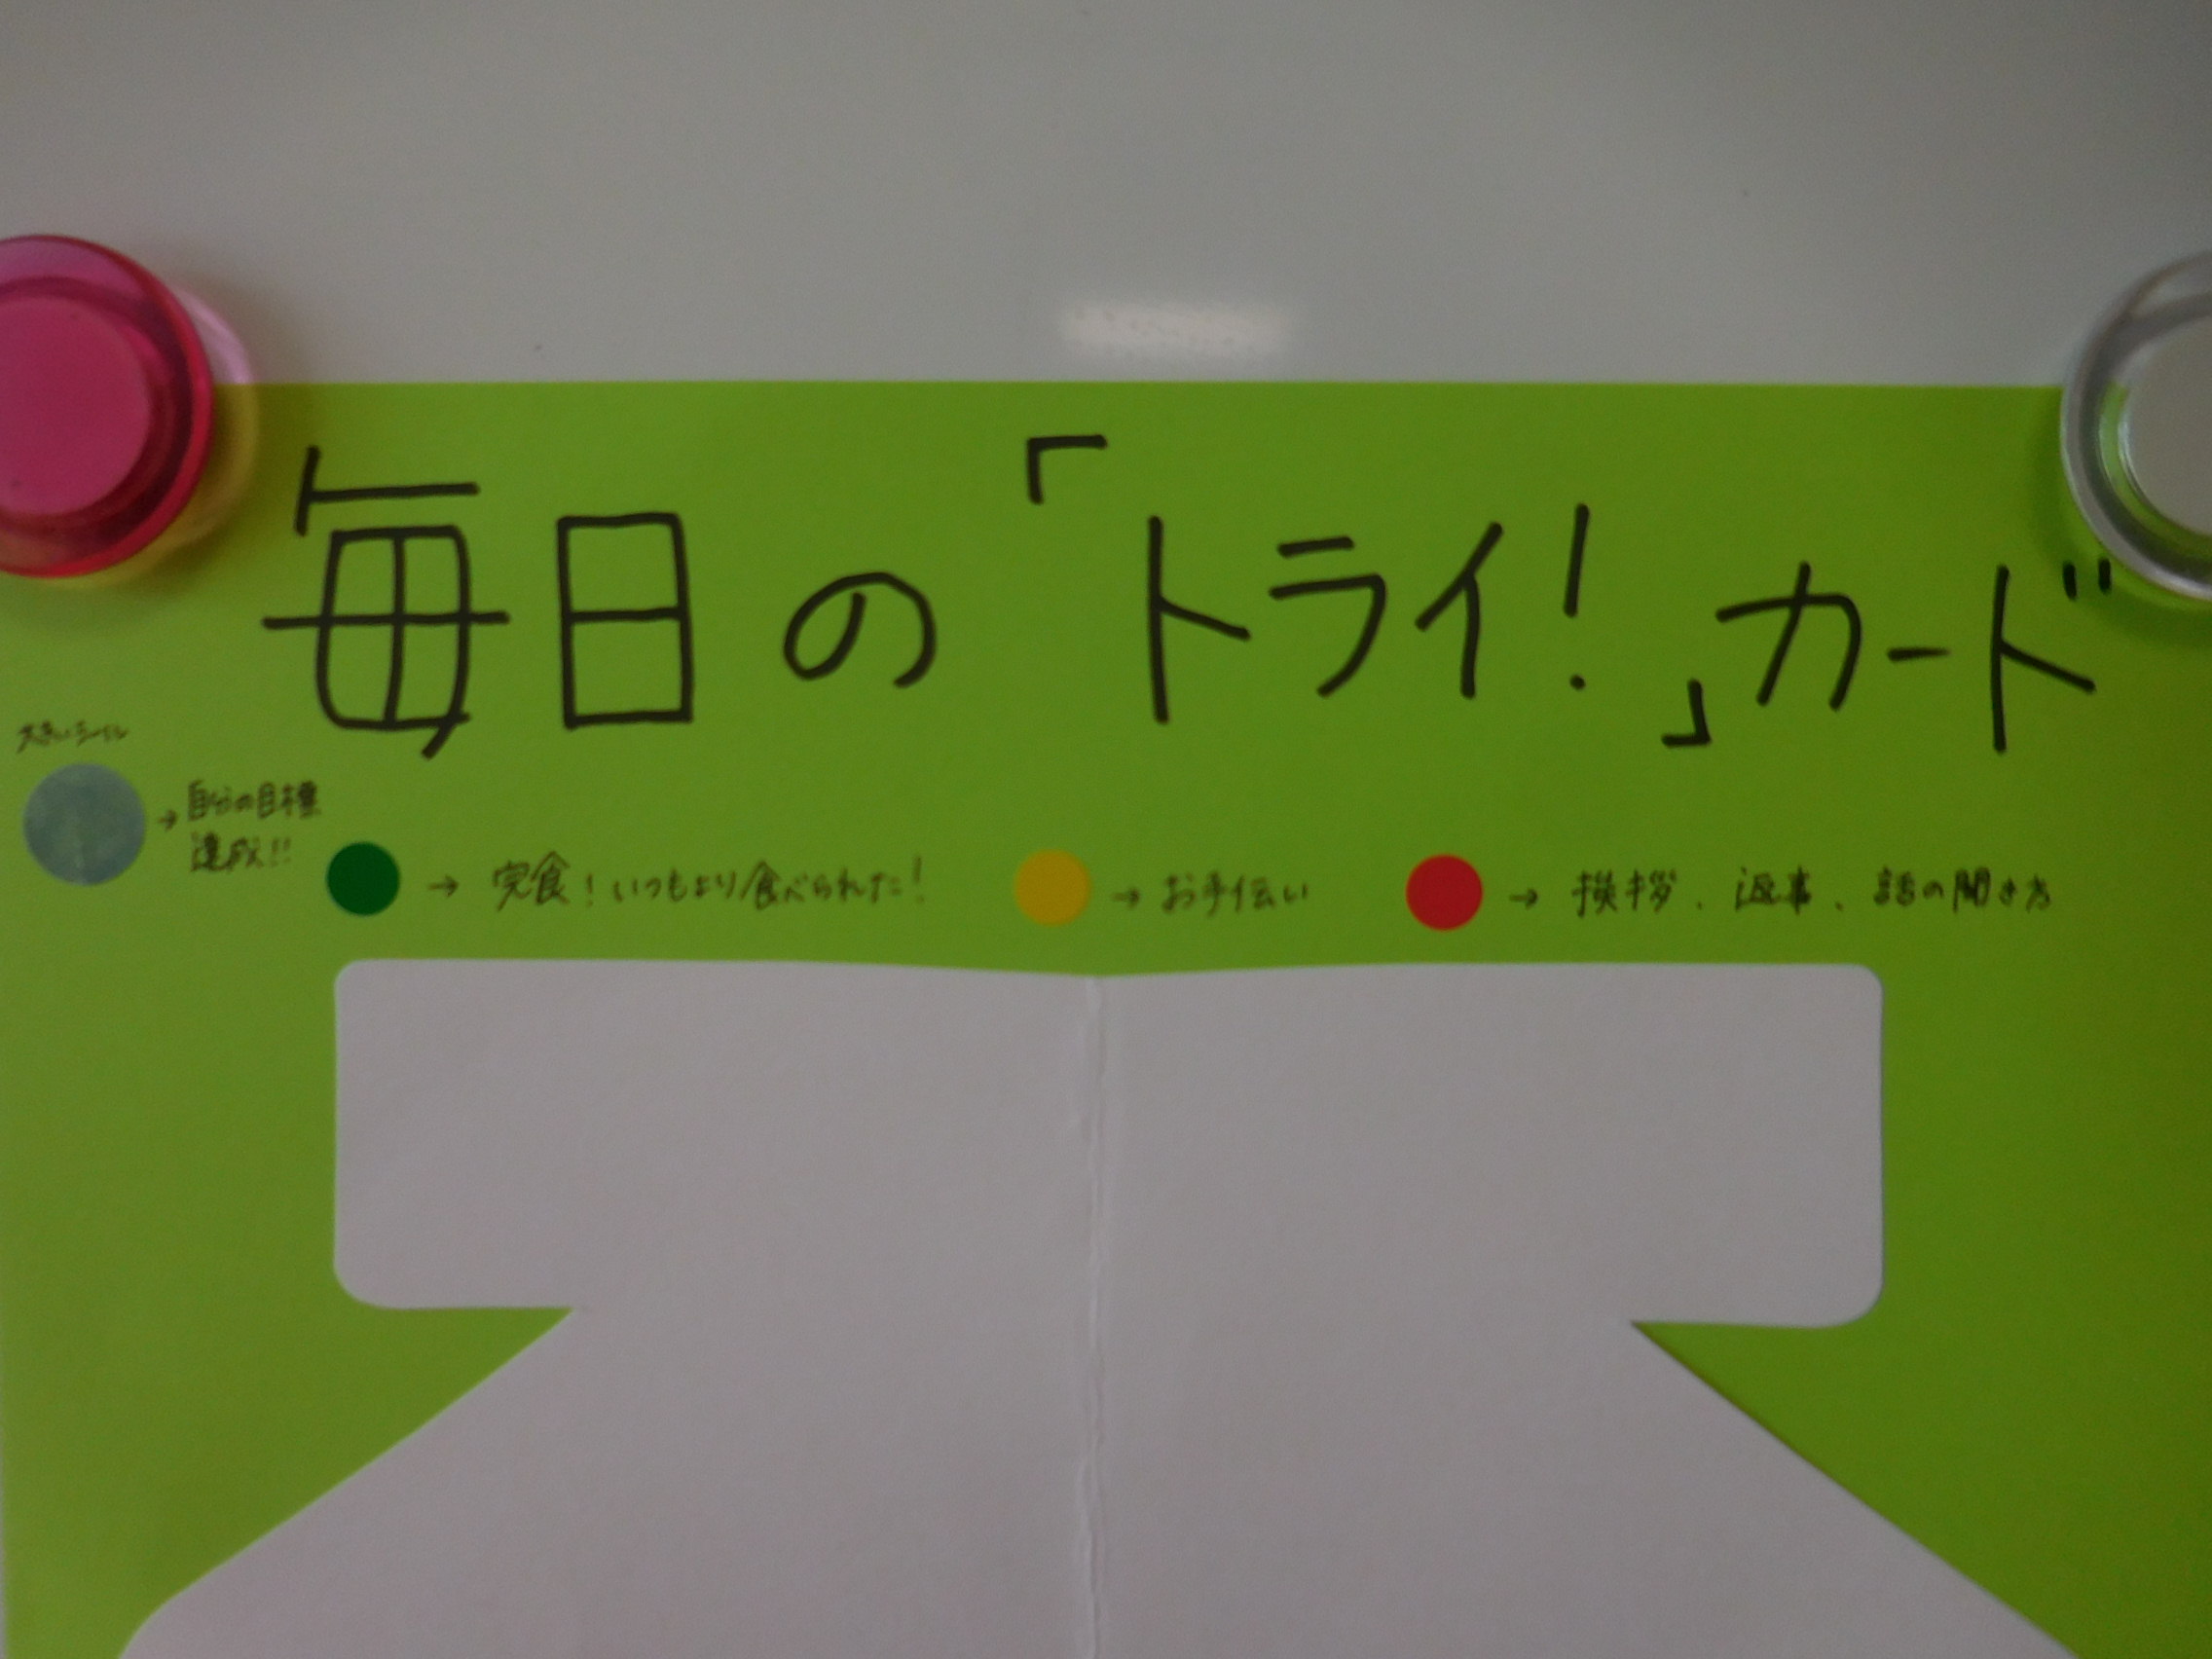 毎日の「トライ!」カード
大きいシール
→自分の目標
達成!!
→ 完食!いつもより食べられた!
→ お手伝い
→ 挨拶、返事、話の聞き方